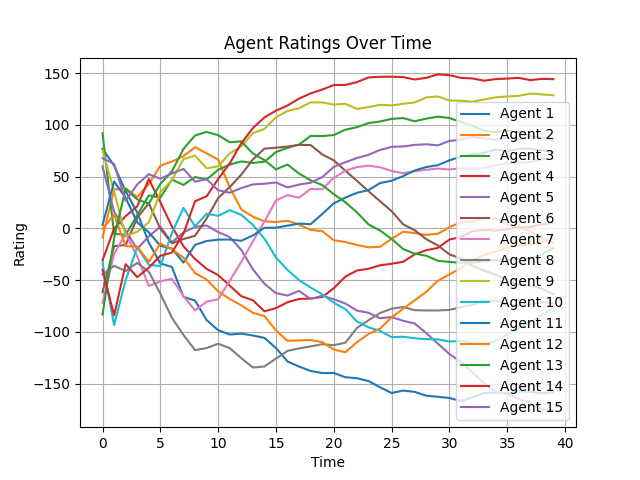 Agent Ratings Over Time
Rating
150
100
50
0
−50
−100
−150
Agent 1
Agent 2
Agent 3
Agent 4
Agent 5
Agent 6
Agent 7
Agent 8
Agent 9
Agent 10
Agent 11
Agent 12
Agent 13
Agent 14
Agent 15
0 5 10 15 20 25 30 35 40
Time